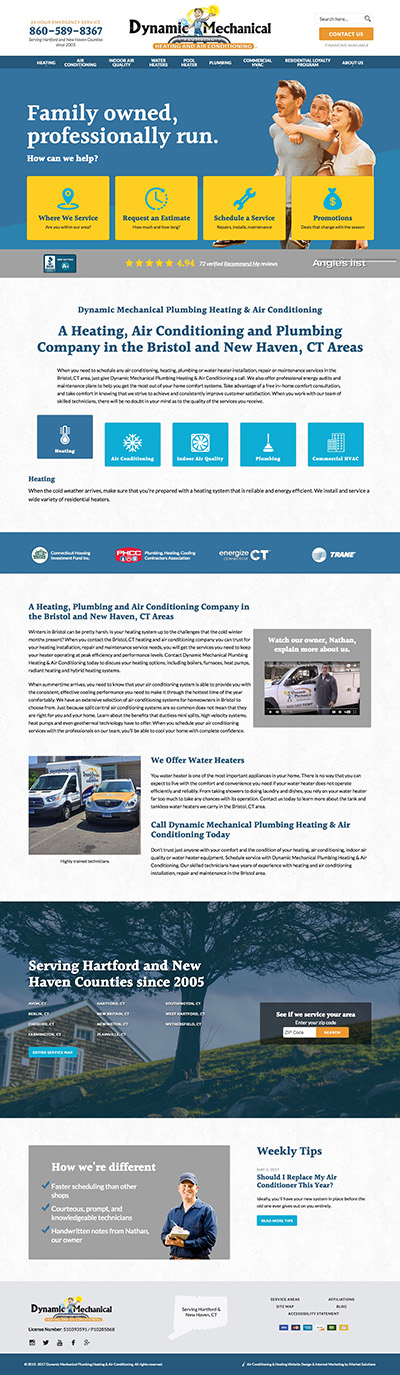 24 HOUR EMERGENCY SERVICE
860-589-8367
Serving Hartford and New Haven Counties
since 2005
Dynamic Mechanical
HEATING AND AIR CONDITIONING
Search here...
CONTACT US
FINANCING AVAILABLE
HEATING
AIR CONDITIONING
INDOOR AIR QUALITY
WATER HEATERS
POOL HEATER
PLUMBING
COMMERCIAL HVAC
RESIDENTIAL LOYALTY PROGRAM
ABOUT US
Family owned,
professionally run.
How can we help?
Where We Service
Are you within our area?
Request an Estimate
How much and how long?
Schedule a Service
Repairs, installs, maintenance
Promotions
Deals that change with the season
4.94
72 verified Recommend Me reviews
Angie's list
Dynamic Mechanical Plumbing Heating & Air Conditioning
A Heating, Air Conditioning and Plumbing
Company in the Bristol and New Haven, CT Areas
When you need to schedule any air conditioning, heating, plumbing or water heater installation, repair or maintenance services in the
Bristol, CT area, just give Dynamic Mechanical Plumbing Heating & Air Conditioning a call. We also offer professional energy audits and
maintenance plans to help you get the most out of your home comfort systems. Take advantage of a free in-home comfort consultation,
and take comfort in knowing that we strive to achieve and consistently improve customer satisfaction. When you work with our team of
skilled technicians, there will be no doubt in your mind as to the quality of the services you receive.
Heating
Air Conditioning
Indoor Air Quality
Plumbing
Commercial HVAC
Heating
When the cold weather arrives, make sure that you're prepared with a heating system that is reliable and energy efficient. We install and service a
wide variety of residential heaters.
Connecticut Housing
Investment Fund Inc.
PHCC
Plumbing, Heating, Cooling
Contractors Association
energize CT
CONNECTICUT
TRANE
A Heating, Plumbing and Air Conditioning Company in
the Bristol and New Haven, CT Areas
Winters in Bristol can be pretty harsh. Is your heating system up to the challenges that the cold winter
months present? When you contact the Bristol, CT heating and air conditioning company you can trust for
your heating installation, repair and maintenance service needs, you will get the services you need to keep
your heater operating at peak efficiency and performance levels. Contact Dynamic Mechanical Plumbing
Heating & Air Conditioning today to discuss your heating options, including boilers, furnaces, heat pumps,
radiant heating and hybrid heating systems.
When summertime arrives, you need to know that your air conditioning system is able to provide you with
the consistent, effective cooling performance you need to make it through the hottest time of the year
comfortably. We have an extensive selection of air conditioning systems for homeowners in Bristol to
choose from. Just because split central air conditioning systems are so common does not mean that they
are right for you and your home. Learn about the benefits that ductless mini splits, high velocity systems,
heat pumps and even geothermal technology have to offer. When you schedule your air conditioning
services with the professionals on our team, you'll be able to cool your home with complete confidence.
Watch our owner, Nathan,
explain more about us.
Highly trained technicians
We Offer Water Heaters
You water heater is one of the most important appliances in your home. There is no way that you can
expect to live with the comfort and convenience you need if your water heater does not operate
efficiently and reliably. From taking showers to doing laundry and dishes, you rely on your water heater
far too much to take any chances with its operation. Contact us today to learn more about the tank and
tankless water heaters we carry in the Bristol, CT area.
Call Dynamic Mechanical Plumbing Heating & Air
Conditioning Today
Don't trust just anyone with your comfort and the condition of your heating, air conditioning, indoor air
quality or water heater equipment. Schedule service with Dynamic Mechanical Plumbing Heating & Air
Conditioning. Our skilled technicians have years of experience with heating and air conditioning
installation, repair and maintenance in the Bristol area.
Serving Hartford and New
Haven Counties since 2005
AVON, CT
HARTFORD, CT
SOUTHINGTON, CT
BERLIN, CT
NEW BRITAIN, CT
WEST HARTFORD, CT
CHESHIRE, CT
NEWINGTON, CT
WETHERSFIELD, CT
FARMINGTON, CT
PLAINVILLE, CT
ENTIRE SERVICE MAP
See if we service your area
Enter your zip code
ZIP Code
SEARCH
How we're different
Faster scheduling than other
shops
Courteous, prompt, and
knowledgeable technicians
Handwritten notes from Nathan,
our owner
Weekly Tips
MAY 5, 2017
Should I Replace My Air
Conditioner This Year?
Ideally, you'll have your new system in place before the
old one ever gives out on you entirely.
READ MORE TIPS
Dynamic Mechanical
HEATING AND AIR CONDITIONING
License Number: S10393591 / P10285868
Serving Hartford &
New Haven, CT
SERVICE AREAS
AFFILIATIONS
SITE MAP
BLOG
ACCESSIBILITY STATEMENT
© 2013-2017 Dynamic Mechanical Plumbing Heating & Air Conditioning. All rights reserved.
Air Conditioning & Heating Website Design & Internet Marketing by iMarket Solutions